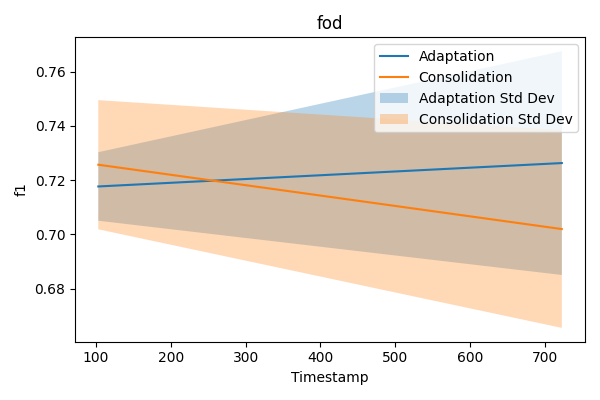 fod
Adaptation
Consolidation
Adaptation Std Dev
Consolidation Std Dev
f1
0.76
0.74
0.72
0.70
0.68
100 200 300 400 500 600 700
Timestamp